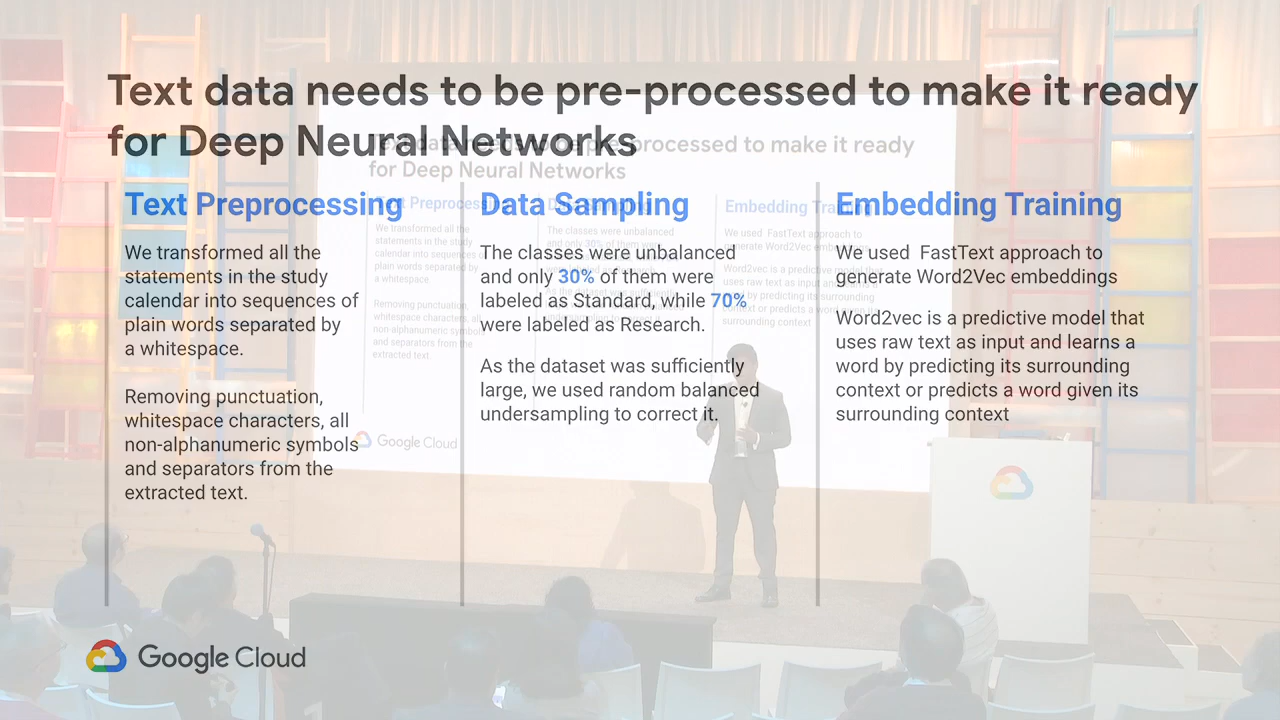 Text data needs to be pre-processed to make it ready
for Deep Neural Networks
Text Preprocessing
We transformed all the
statements in the study
calendar into sequences of
plain words separated by
a whitespace.
Removing punctuation,
whitespace characters, all
non-alphanumeric symbols
and separators from the
extracted text.
Data Sampling
The classes were unbalanced
and only 30% of them were
labeled as Standard, while 70%
were labeled as Research.
As the dataset was sufficiently
large, we used random balanced
undersampling to correct it.
Embedding Training
We used FastText approach to
generate Word2Vec embeddings
Word2vec is a predictive model that
uses raw text as input and learns a
word by predicting its surrounding
context or predicts a word given its
surrounding context
Google Cloud